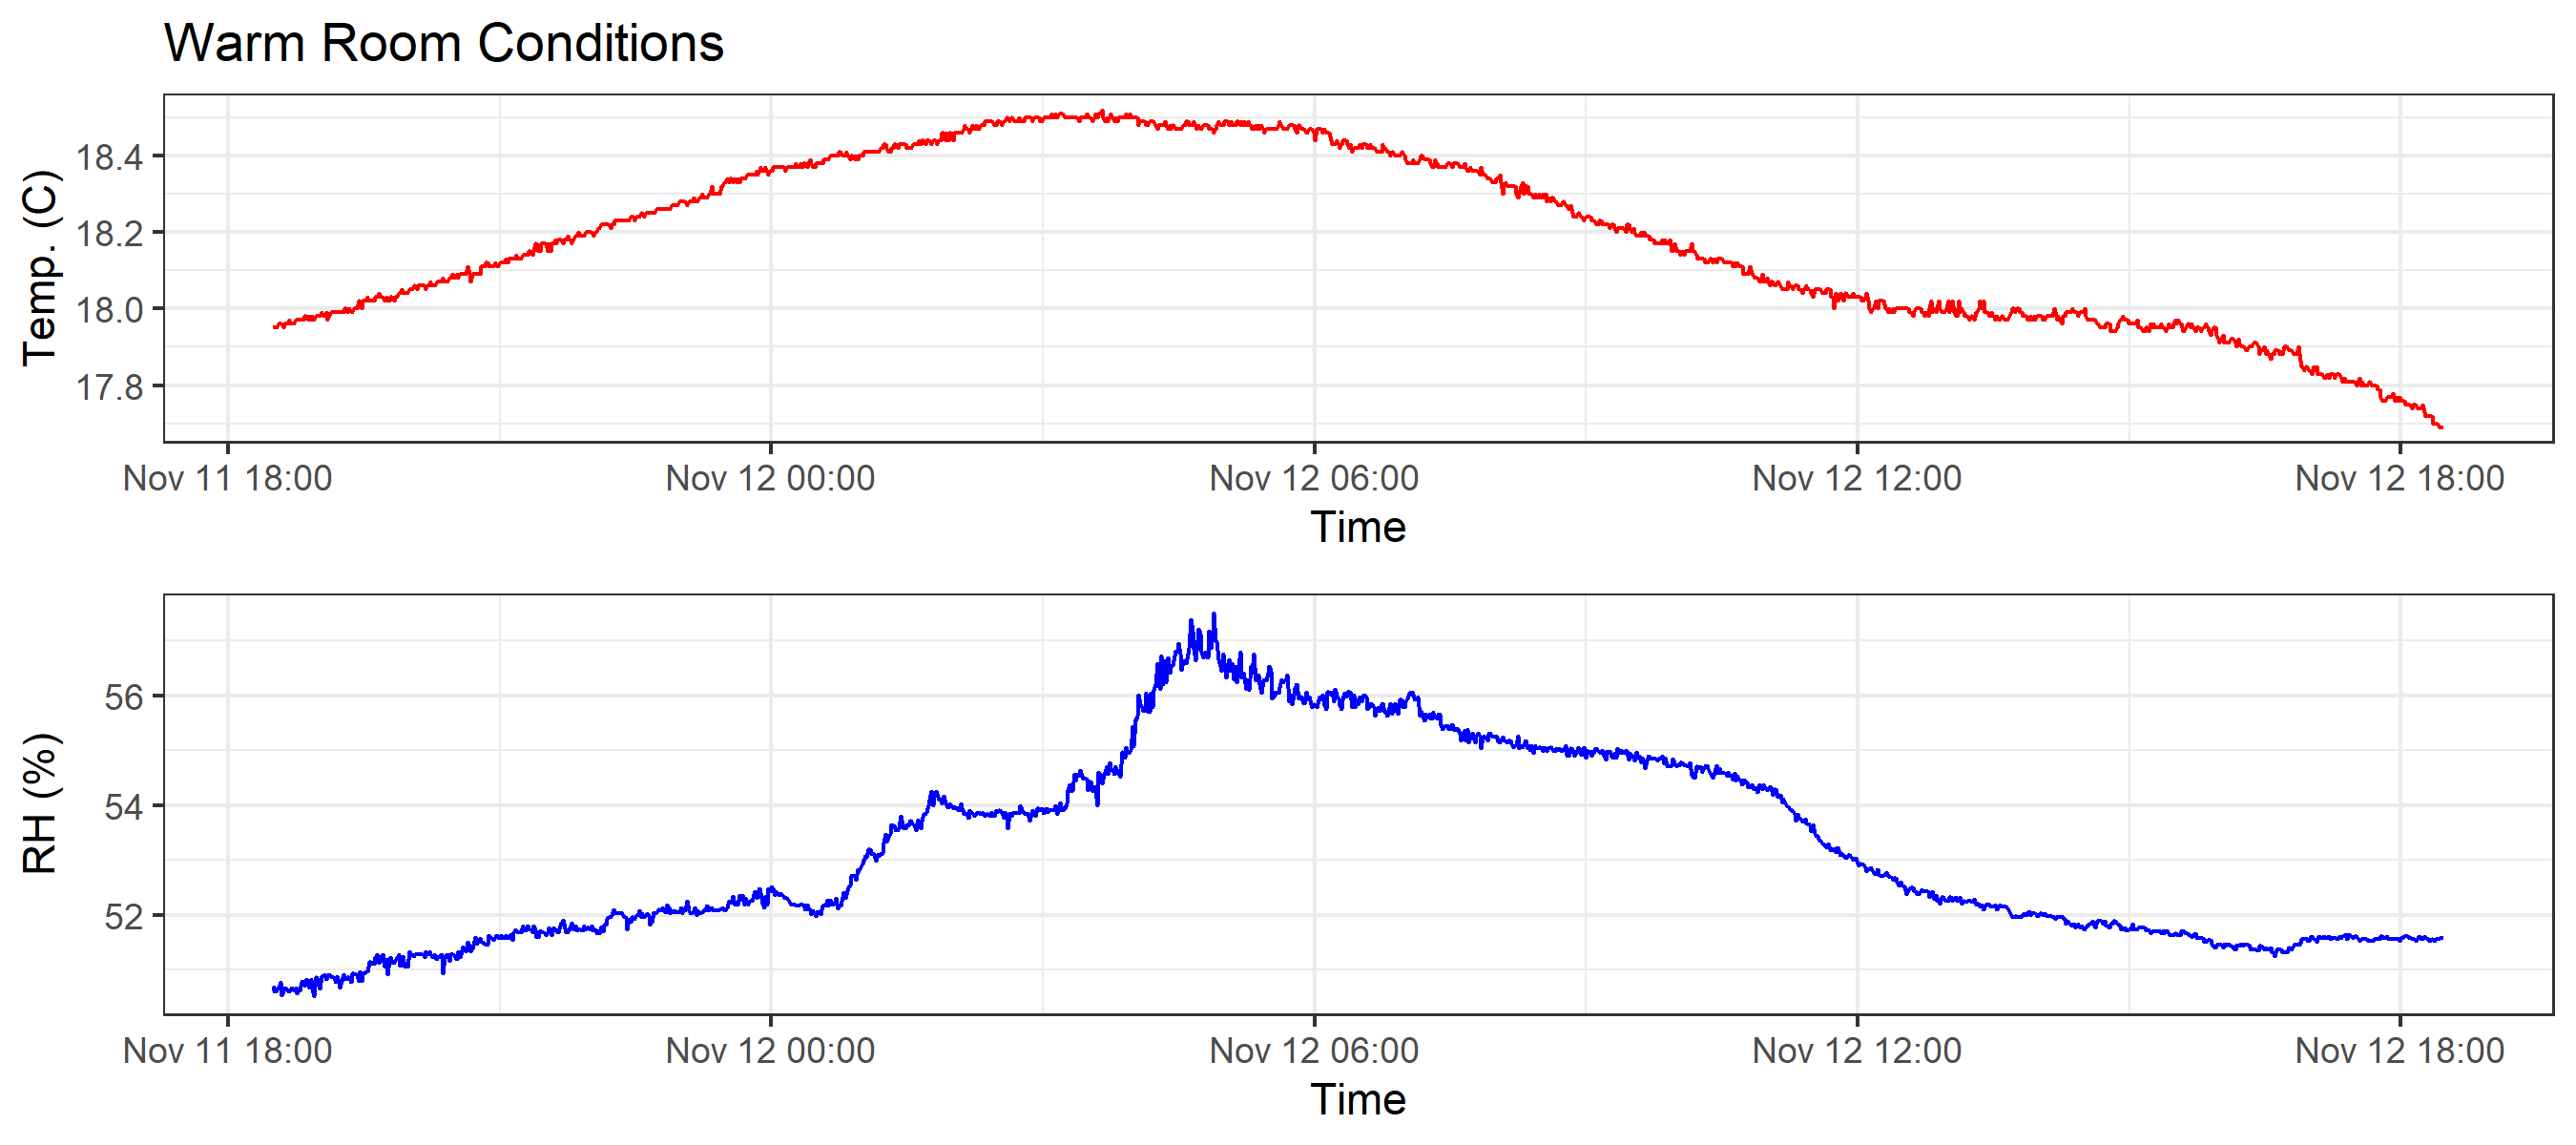 Warm Room Conditions
Temp. (C)
18.4
18.2
18.0
17.8
Nov 11 18:00 Nov 12 00:00 Nov 12 06:00 Nov 12 12:00 Nov 12 18:00
Time
RH (%)
56
54
52
Nov 11 18:00 Nov 12 00:00 Nov 12 06:00 Nov 12 12:00 Nov 12 18:00
Time